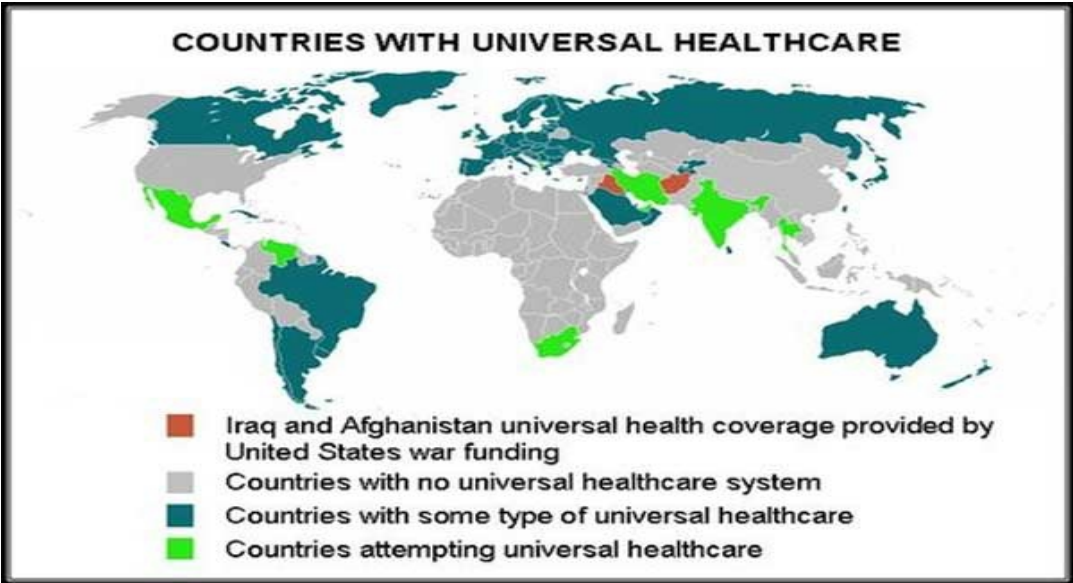 COUNTRIES WITH UNIVERSAL HEALTHCARE
Iraq and Afghanistan universal health coverage provided by
United States war funding
Countries with no universal healthcare system
Countries with some type of universal healthcare
Countries attempting universal healthcare